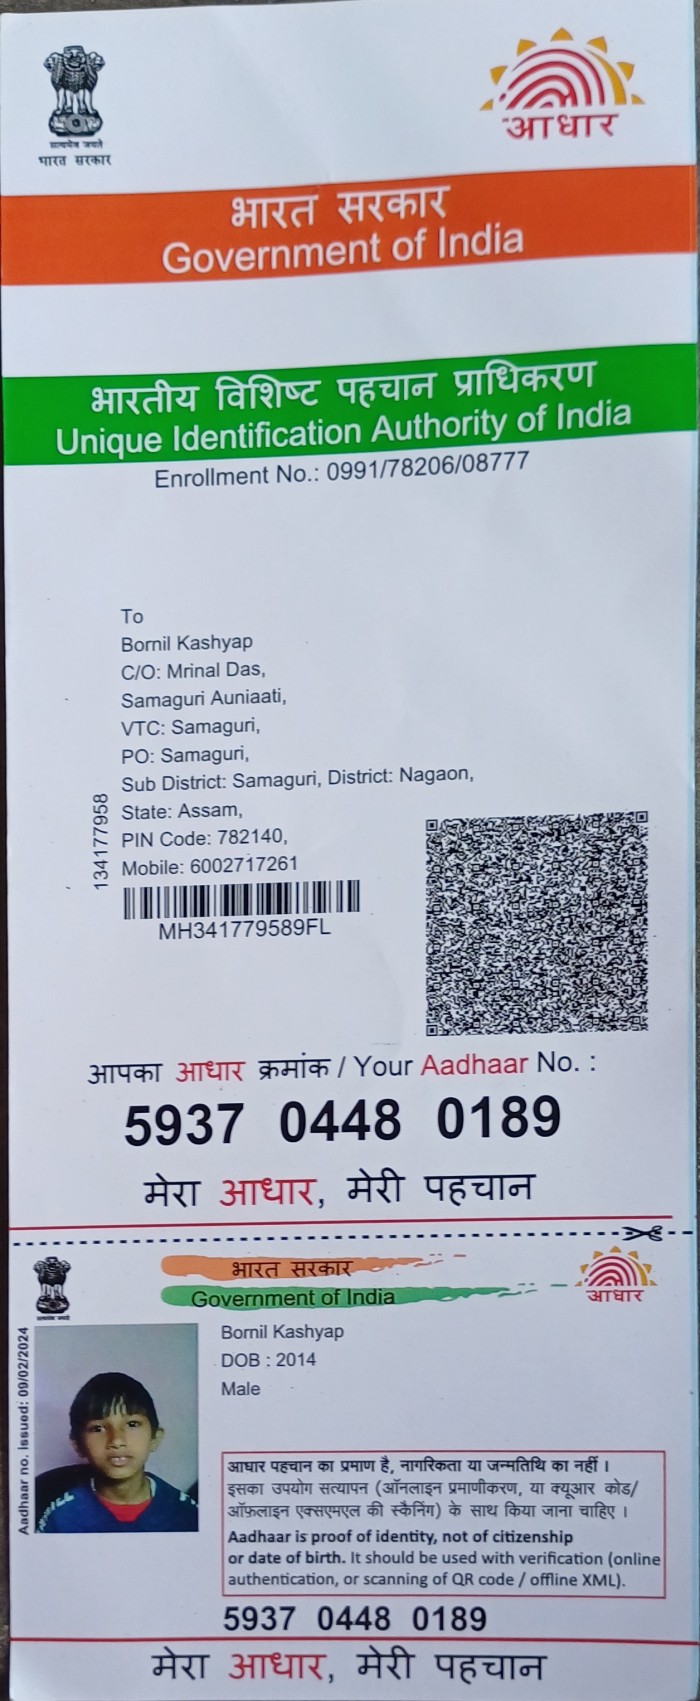 सत्यमेव जयते
भारत सरकार
आधार
भारत सरकार
Government of India
भारतीय विशिष्ट पहचान प्राधिकरण
Unique Identification Authority of India
Enrollment No.: 0991/78206/08777
To
Bornil Kashyap
C/O: Mrinal Das,
Samaguri Auniaati,
VTC: Samaguri,
PO: Samaguri,
Sub District: Samaguri, District: Nagaon,
State: Assam,
PIN Code: 782140,
Mobile: 6002717261
134177958
MH341779589FL
आपका आधार क्रमांक / Your Aadhaar No. :
5937 0448 0189
मेरा आधार, मेरी पहचान
सत्यमेव जयते
भारत सरकार
Government of India
आधार
Aadhaar no. issued: 09/02/2024
Bornil Kashyap
DOB : 2014
Male
आधार पहचान का प्रमाण है, नागरिकता या जन्मतिथि का नहीं ।
इसका उपयोग सत्यापन (ऑनलाइन प्रमाणीकरण, या क्यूआर कोड/
ऑफ़लाइन एक्सएमएल की स्कैनिंग) के साथ किया जाना चाहिए ।
Aadhaar is proof of identity, not of citizenship
or date of birth. It should be used with verification (online
authentication, or scanning of QR code / offline XML).
5937 0448 0189
मेरा आधार, मेरी पहचान